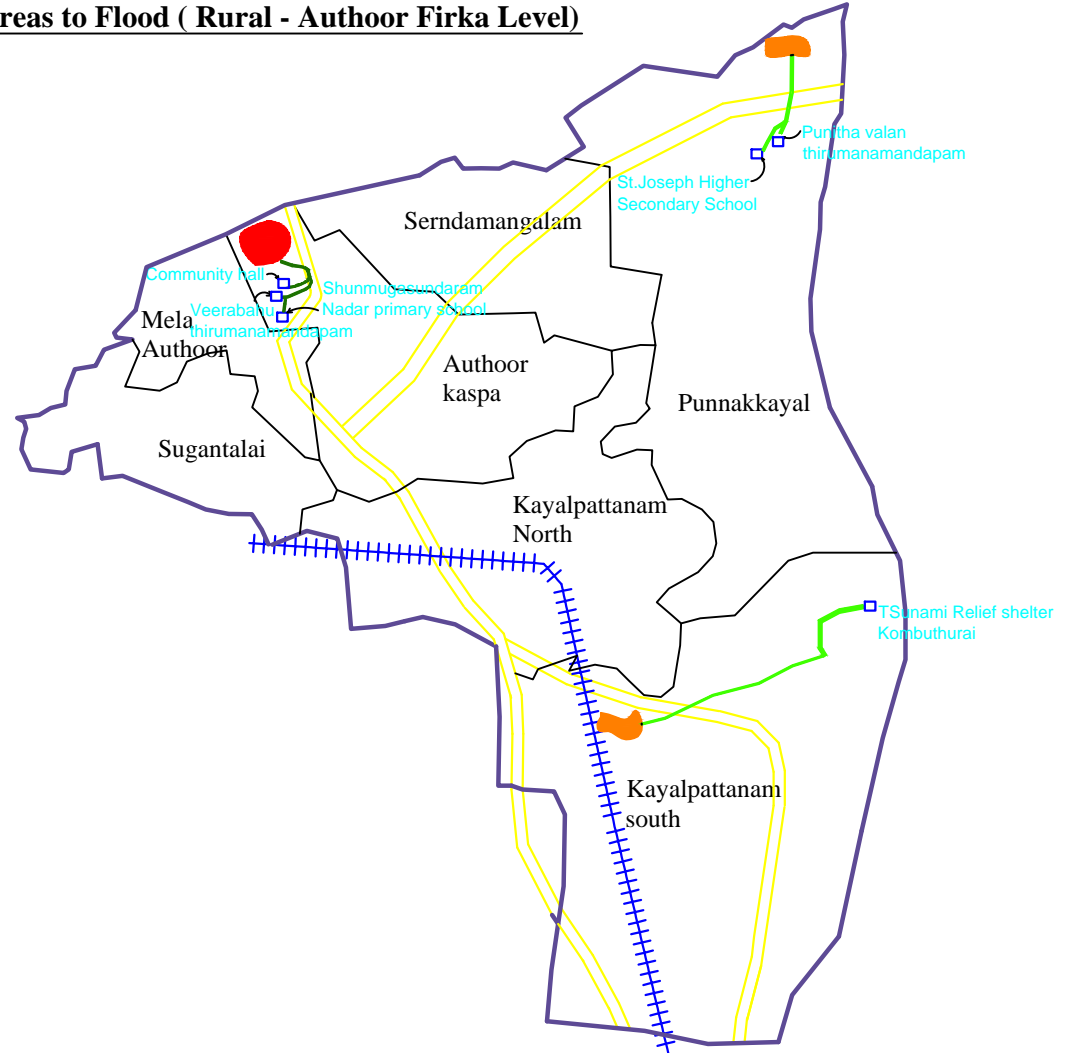 reas to Flood ( Rural - Authoor Firka Level)
Punitha valan
thirumanamandapam
St.Joseph Higher
Secondary School
Serndamangalam
Community hall
Shunmugasundaram
Nadar primary school
Veerabahu
thirumanamandapam
Mela
Authoor
Authoor
kaspa
Punnakkayal
Sugantalai
Kayalpattanam
North
TSunami Relief shelter
Kombuthurai
Kayalpattanam
south